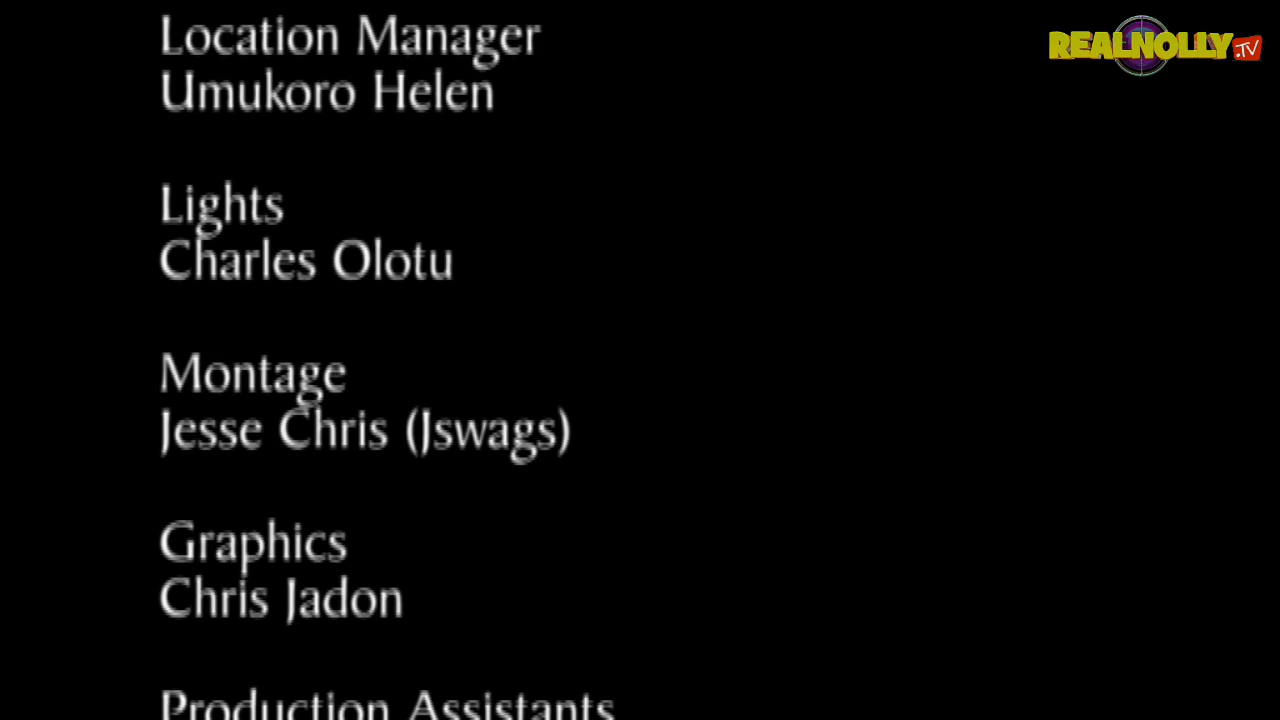 Location Manager
Umukoro Helen
REALNOLLY.TV
Lights
Charles Olotu
Montage
Jesse Chris (Jswags)
Graphics
Chris Jadon
Production Assistants